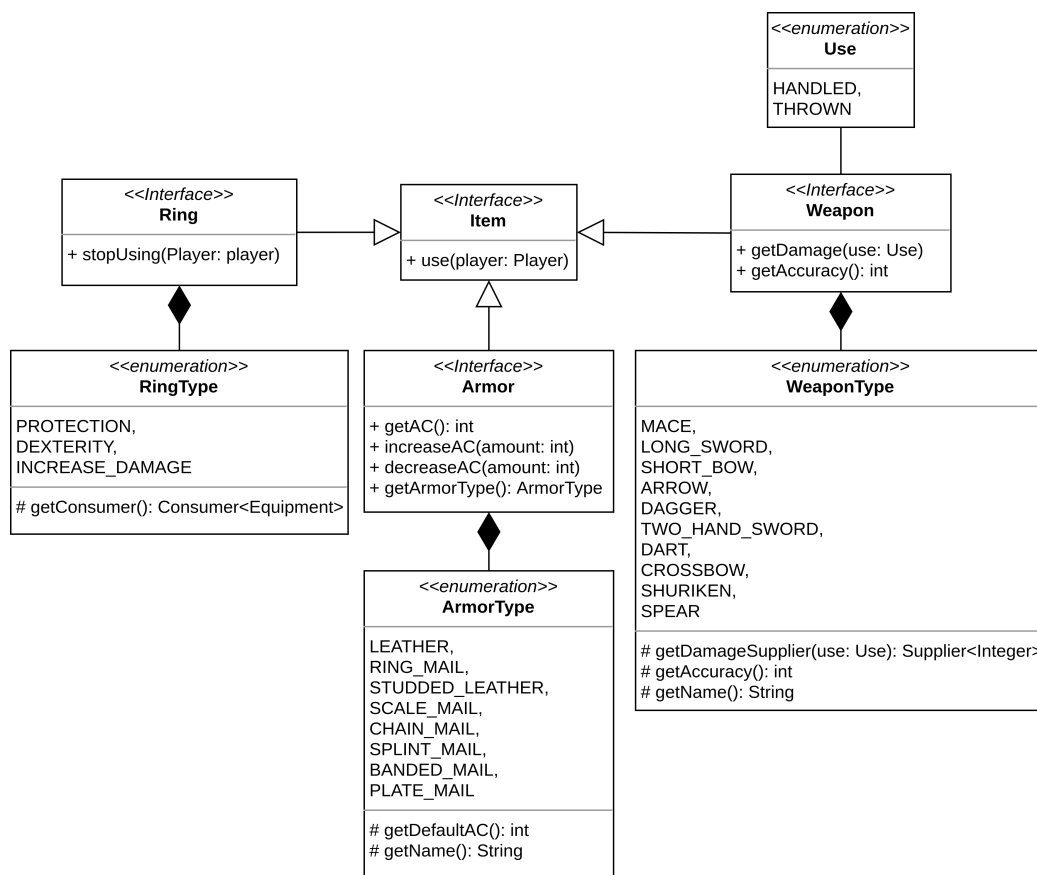 <<enumeration>>
Use
HANDLED,
THROWN
<<Interface>>
Ring
+ stopUsing(Player: player)
<<Interface>>
Item
+ use(player: Player)
<<Interface>>
Weapon
+ getDamage(use: Use)
+ getAccuracy(): int
<<enumeration>>
RingType
PROTECTION,
DEXTERITY,
INCREASE_DAMAGE
# getConsumer(): Consumer<Equipment>
<<Interface>>
Armor
+ getAC(): int
+ increaseAC(amount: int)
+ decreaseAC(amount: int)
+ getArmorType(): ArmorType
<<enumeration>>
WeaponType
MACE,
LONG_SWORD,
SHORT_BOW,
ARROW,
DAGGER,
TWO_HAND_SWORD,
DART,
CROSSBOW,
SHURIKEN,
SPEAR
# getDamageSupplier(use: Use): Supplier<Integer>
# getAccuracy(): int
# getName(): String
<<enumeration>>
ArmorType
LEATHER,
RING_MAIL,
STUDDED_LEATHER,
SCALE_MAIL,
CHAIN_MAIL,
SPLINT_MAIL,
BANDED_MAIL,
PLATE_MAIL
# getDefaultAC(): int
# getName(): String